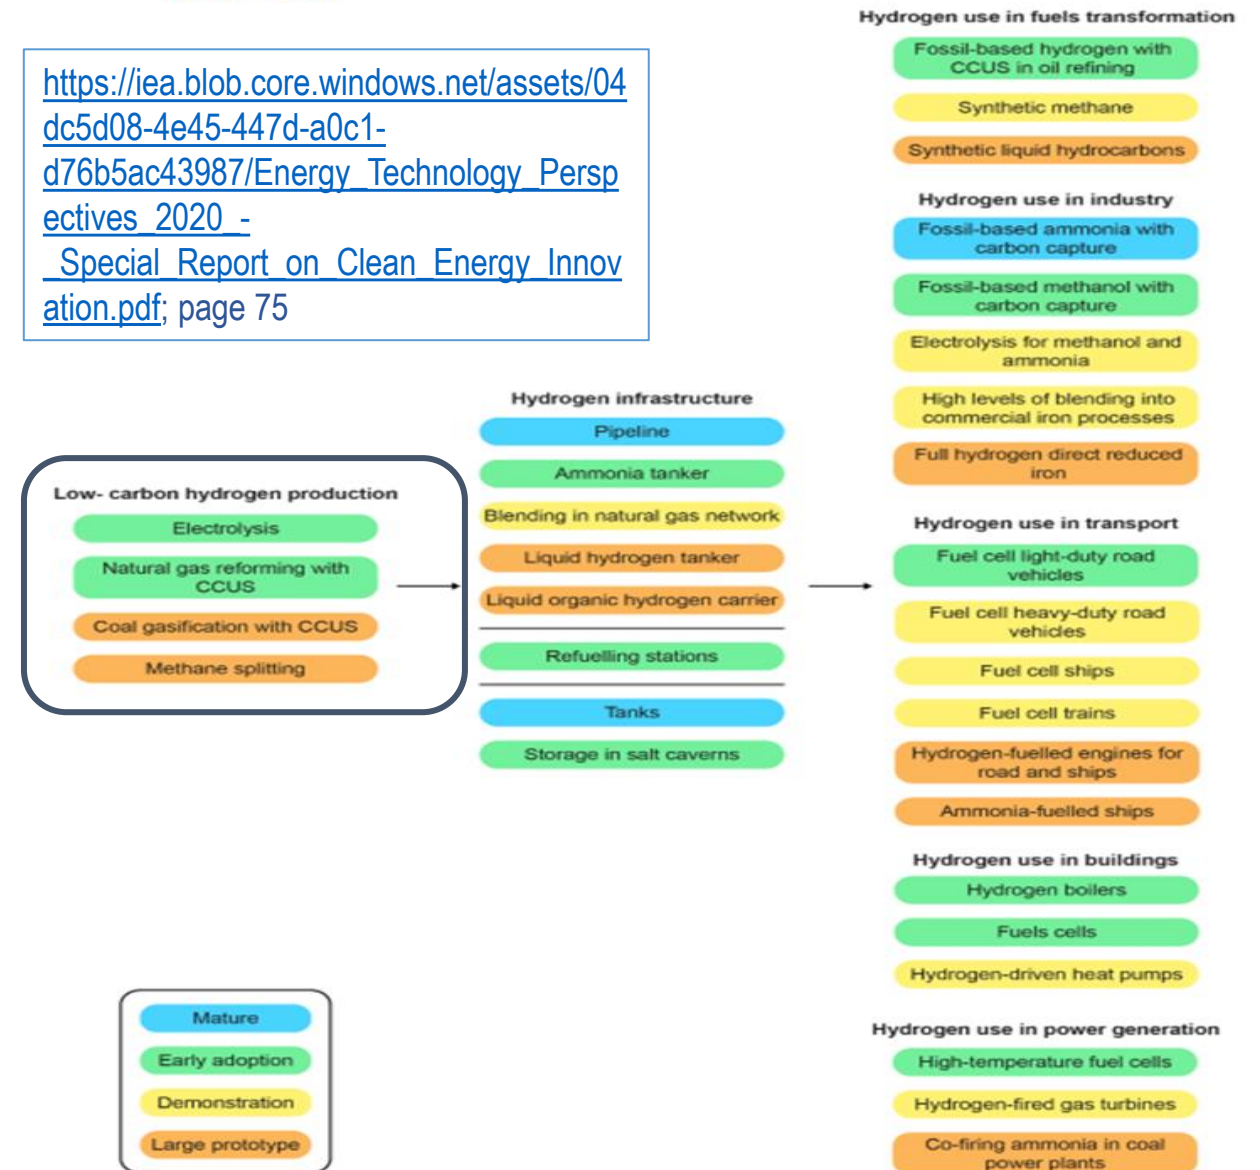 https://iea.blob.core.windows.net/assets/04
dc5d08-4e45-447d-a0c1-
d76b5ac43987/Energy_Technology_Persp
ectives_2020_-
_Special_Report_on_Clean_Energy_Innov
ation.pdf; page 75
Low- carbon hydrogen production
Electrolysis
Natural gas reforming with
CCUS
Coal gasification with CCUS
Methane splitting
Hydrogen infrastructure
Pipeline
Ammonia tanker
Blending in natural gas network
Liquid hydrogen tanker
Liquid organic hydrogen carrier
Refuelling stations
Tanks
Storage in salt caverns
Hydrogen use in fuels transformation
Fossil-based hydrogen with
CCUS in oil refining
Synthetic methane
Synthetic liquid hydrocarbons
Hydrogen use in industry
Fossil-based ammonia with
carbon capture
Fossil-based methanol with
carbon capture
Electrolysis for methanol and
ammonia
High levels of blending into
commercial iron processes
Full hydrogen direct reduced
iron
Hydrogen use in transport
Fuel cell light-duty road
vehicles
Fuel cell heavy-duty road
vehicles
Fuel cell ships
Fuel cell trains
Hydrogen-fuelled engines for
road and ships
Ammonia-fuelled ships
Hydrogen use in buildings
Hydrogen boilers
Fuels cells
Hydrogen-driven heat pumps
Hydrogen use in power generation
High-temperature fuel cells
Hydrogen-fired gas turbines
Co-firing ammonia in coal
power plants
Mature
Early adoption
Demonstration
Large prototype